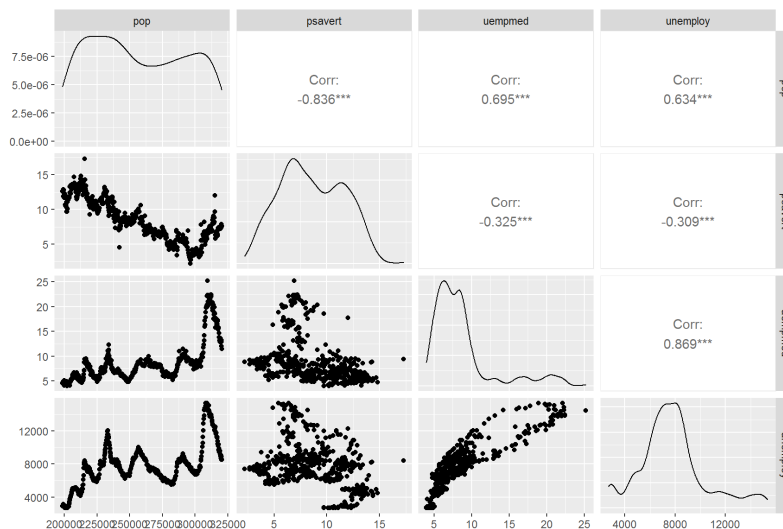 pop psavert uempmed unemploy
7.5e-06
5.0e-06
2.5e-06
0.0e+00
Corr:
-0.836***
Corr:
0.695***
Corr:
0.634***
15
10
5
Corr:
-0.325***
Corr:
-0.309***
25
20
15
10
5
Corr:
0.869***
12000
8000
4000
200000 225000 250000 275000 300000 325000 5 10 15 5 10 15 20 25 4000 8000 12000